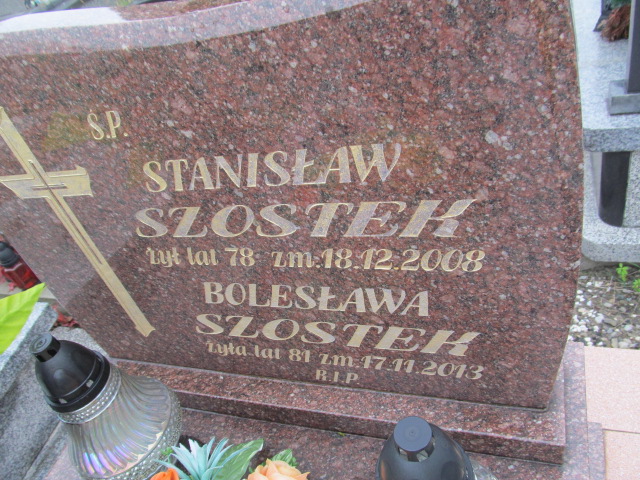 Ś.P.
STANISŁAW
SZOSTEK
żył lat 78 zm. 18.12.2008
BOLESŁAWA
SZOSTEK
żyła lat 81 zm. 17.11.2013
R.I.P.